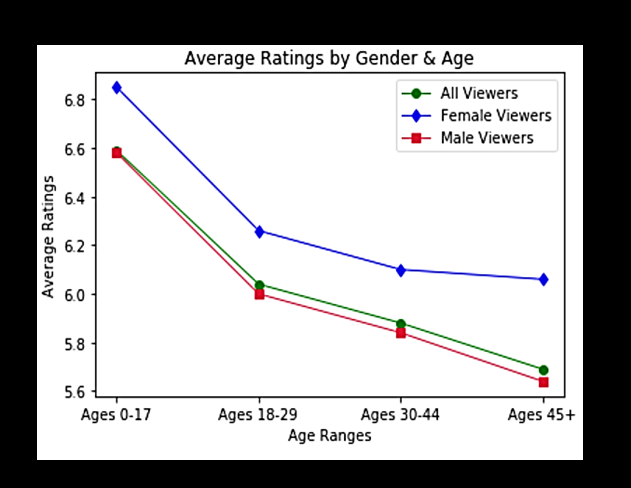 Average Ratings by Gender & Age
All Viewers
Female Viewers
Male Viewers
Average Ratings
6.8
6.6
6.4
6.2
6.0
5.8
5.6
Ages 0-17
Ages 18-29
Ages 30-44
Ages 45+
Age Ranges